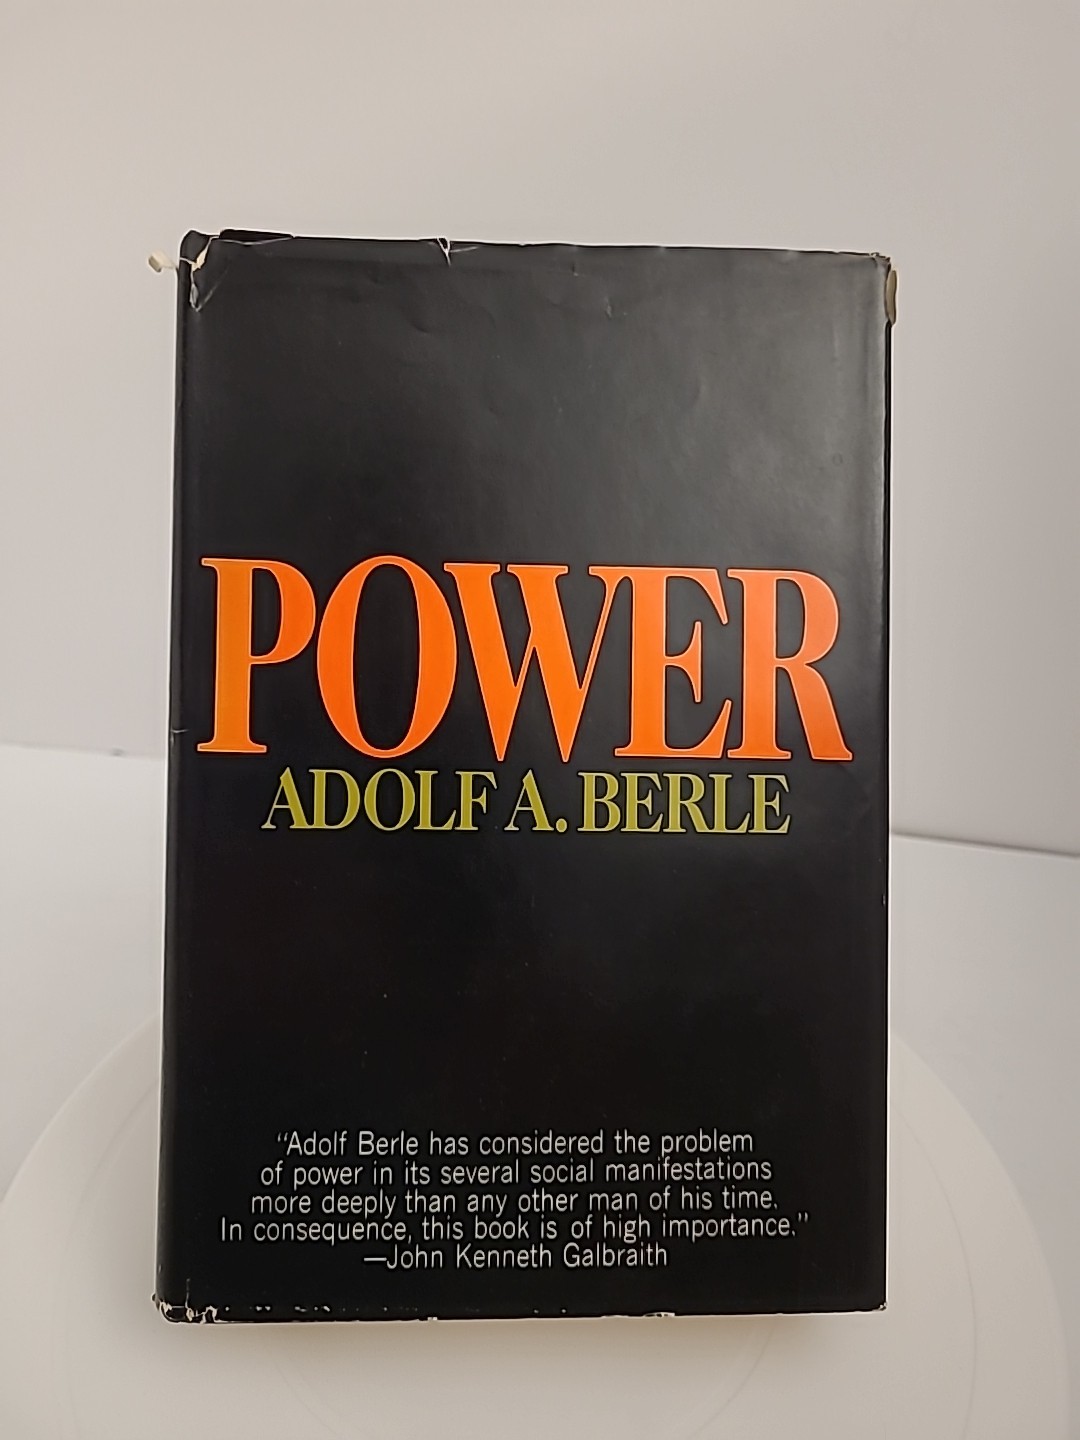 POWER
ADOLF A. BERLE
"Adolf Berle has considered the problem
of power in its several social manifestations
more deeply than any other man of his time.
In consequence, this book is of high importance."
—John Kenneth Galbraith